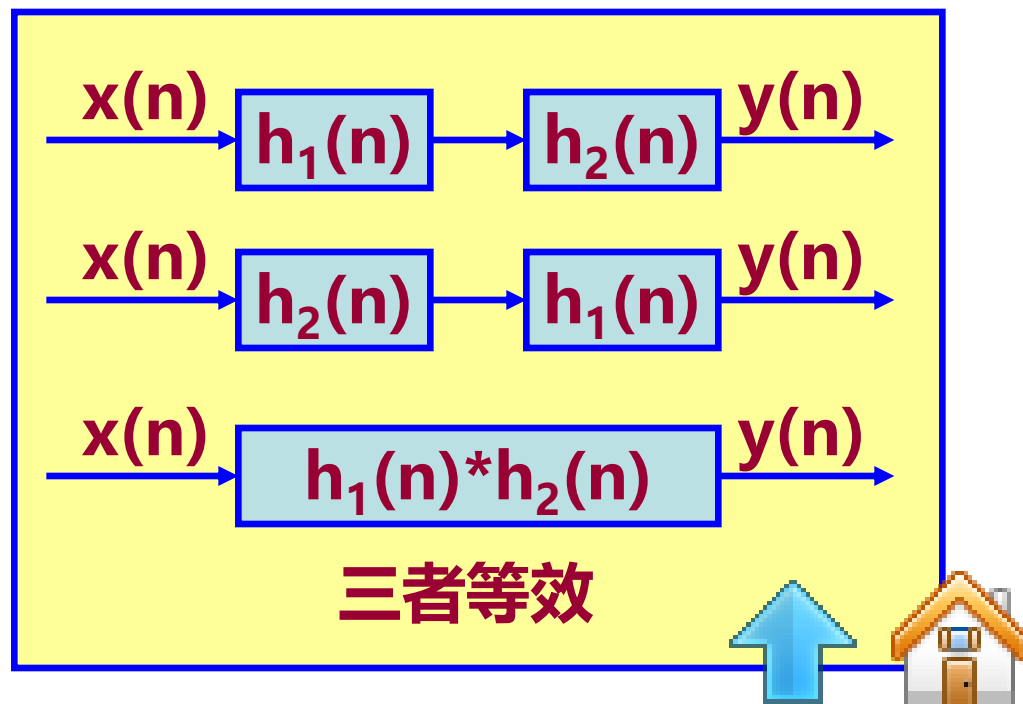 x(n) h₁(n) h₂(n) y(n)
x(n) h₂(n) h₁(n) y(n)
x(n) h₁(n)*h₂(n) y(n)
三者等效